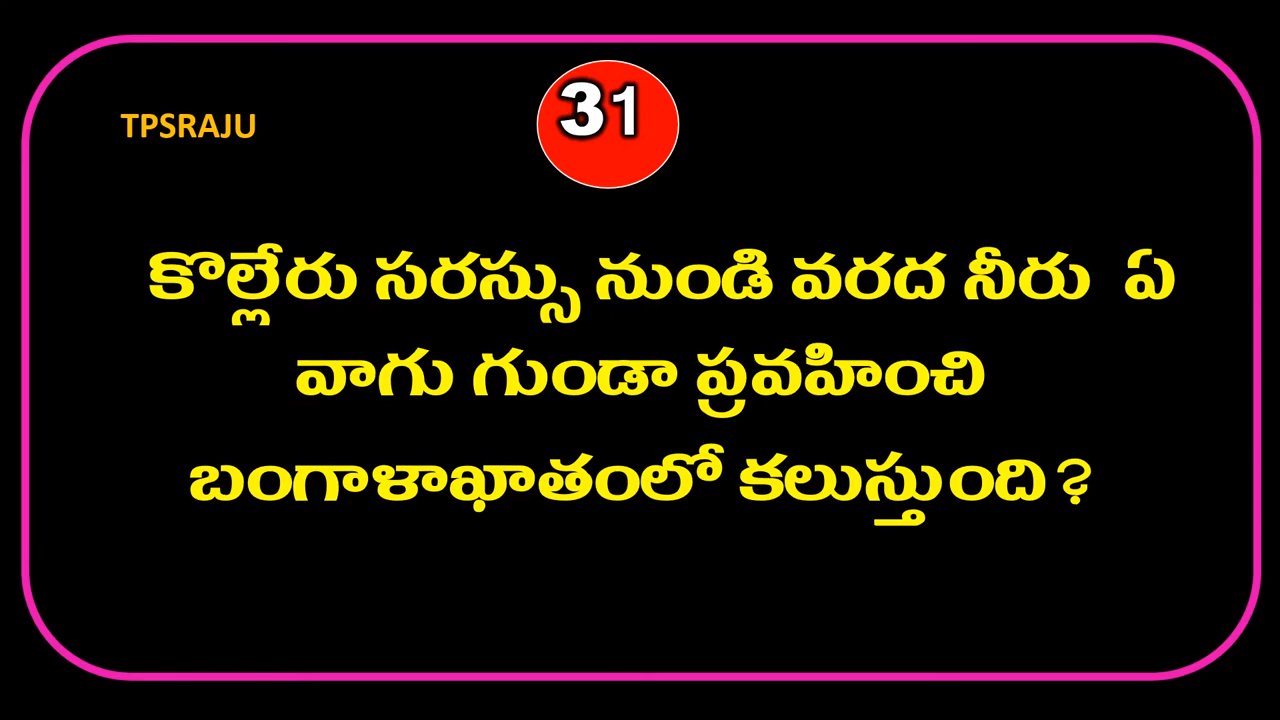 31
TPSRAJU
కొల్లేరు సరస్సు నుండి వరద నీరు ఏ
వాగు గుండా ప్రవహించి
బంగాళాఖాతంలో కలుస్తుంది?